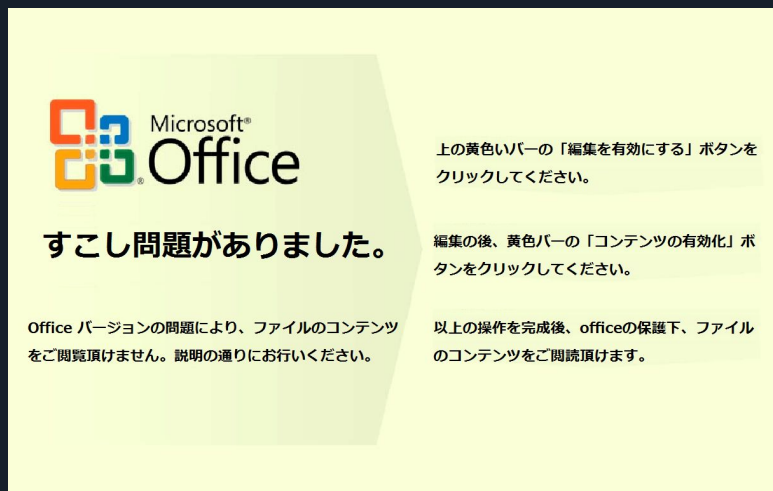 Microsoft®
Office
すこし問題がありました。
Office バージョンの問題により、ファイルのコンテンツ
をご閲覧頂けません。説明の通りにお行いください。
上の黄色いバーの「編集を有効にする」ボタンを
クリックしてください。
編集の後、黄色バーの「コンテンツの有効化」ボ
タンをクリックしてください。
以上の操作を完成後、officeの保護下、ファイル
のコンテンツをご閲読頂けます。